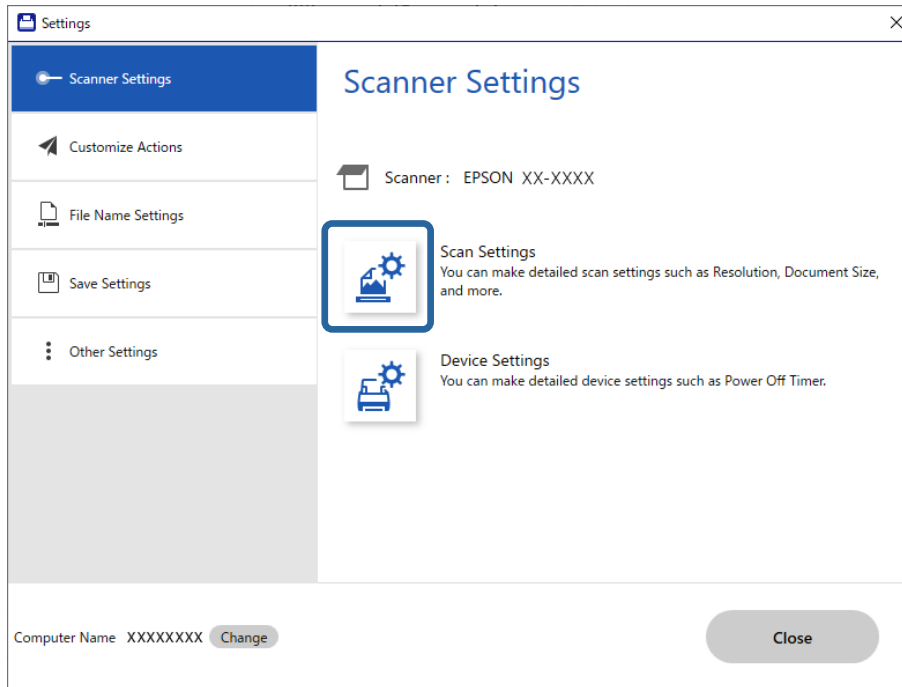 Settings
Scanner Settings
Customize Actions
File Name Settings
Save Settings
Other Settings
Scanner Settings
Scanner : EPSON XX-XXXX
Scan Settings
You can make detailed scan settings such as Resolution, Document Size,
and more.
Device Settings
You can make detailed device settings such as Power Off Timer.
Computer Name XXXXXXXX Change
Close